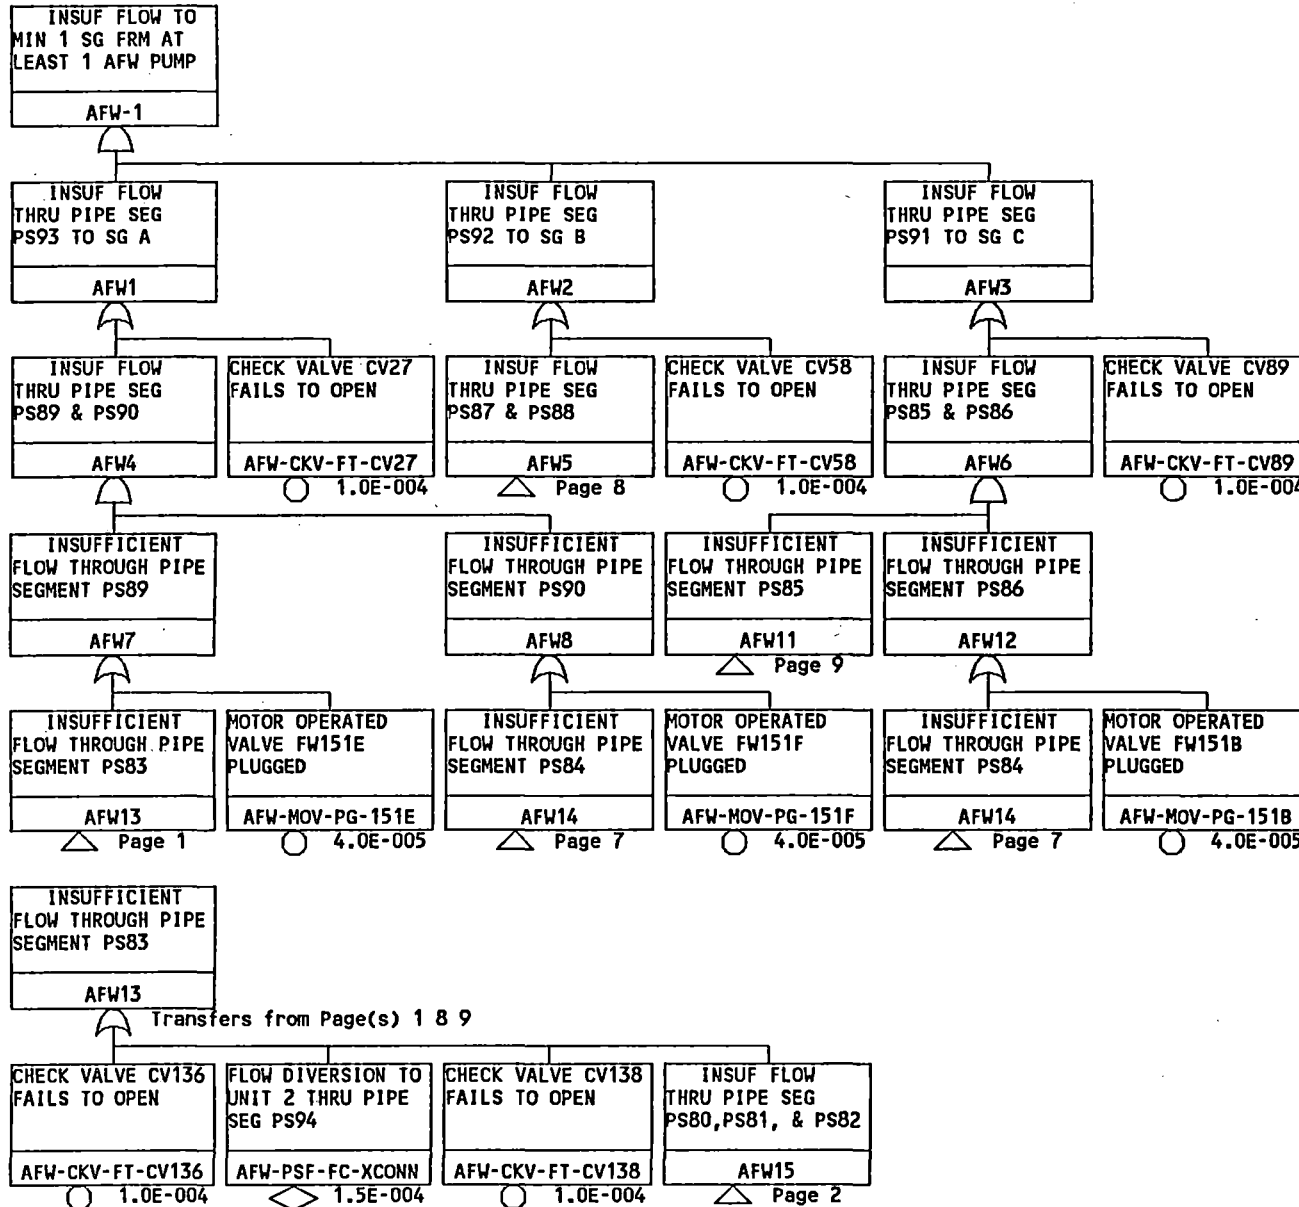 INSUF FLOW TO
MIN 1 SG FRM AT
LEAST 1 AFW PUMP
AFW-1
INSUF FLOW
THRU PIPE SEG
PS93 TO SG A
AFW1
INSUF FLOW
THRU PIPE SEG
PS92 TO SG B
AFW2
INSUF FLOW
THRU PIPE SEG
PS91 TO SG C
AFW3
INSUF FLOW
THRU PIPE SEG
PS89 & PS90
AFW4
CHECK VALVE CV27
FAILS TO OPEN
AFW-CKV-FT-CV27
1.0E-004
INSUF FLOW
THRU PIPE SEG
PS87 & PS88
AFW5
Page 8
CHECK VALVE CV58
FAILS TO OPEN
AFW-CKV-FT-CV58
1.0E-004
INSUF FLOW
THRU PIPE SEG
PS85 & PS86
AFW6
CHECK VALVE CV89
FAILS TO OPEN
AFW-CKV-FT-CV89
1.0E-004
INSUFFICIENT
FLOW THROUGH PIPE
SEGMENT PS89
AFW7
INSUFFICIENT
FLOW THROUGH PIPE
SEGMENT PS90
AFW8
INSUFFICIENT
FLOW THROUGH PIPE
SEGMENT PS85
AFW11
Page 9
INSUFFICIENT
FLOW THROUGH PIPE
SEGMENT PS86
AFW12
INSUFFICIENT
FLOW THROUGH PIPE
SEGMENT PS83
AFW13
Page 1
MOTOR OPERATED
VALVE FW151E
PLUGGED
AFW-MOV-PG-151E
4.0E-005
INSUFFICIENT
FLOW THROUGH PIPE
SEGMENT PS84
AFW14
Page 7
MOTOR OPERATED
VALVE FW151F
PLUGGED
AFW-MOV-PG-151F
4.0E-005
INSUFFICIENT
FLOW THROUGH PIPE
SEGMENT PS84
AFW14
Page 7
MOTOR OPERATED
VALVE FW151B
PLUGGED
AFW-MOV-PG-151B
4.0E-005
INSUFFICIENT
FLOW THROUGH PIPE
SEGMENT PS83
AFW13
Transfers from Page(s) 1 8 9
CHECK VALVE CV136
FAILS TO OPEN
AFW-CKV-FT-CV136
1.0E-004
FLOW DIVERSION TO
UNIT 2 THRU PIPE
SEG PS94
AFW-PSF-FC-XCONN
1.5E-004
CHECK VALVE CV138
FAILS TO OPEN
AFW-CKV-FT-CV138
1.0E-004
INSUF FLOW
THRU PIPE SEG
PS80,PS81, & PS82
AFW15
Page 2